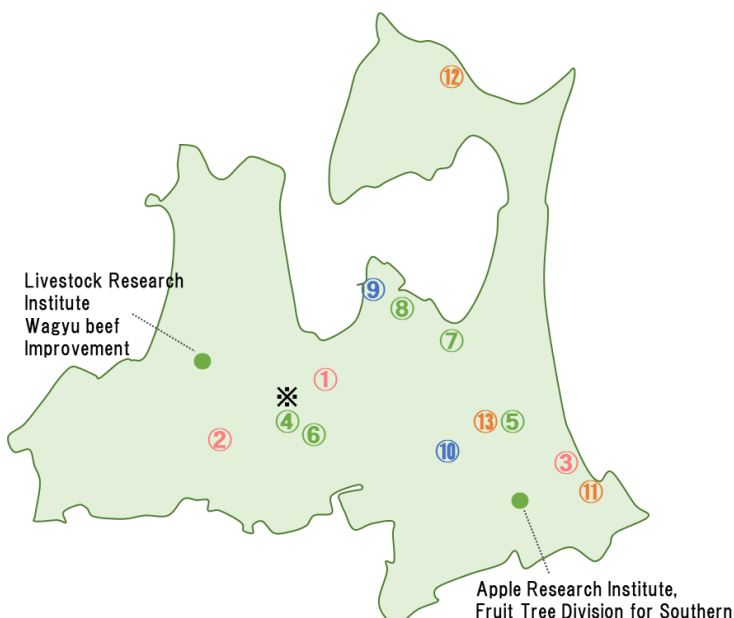 ⑫
Livestock Research
Institute
Wagyu beef
Improvement
⑨
⑧
⑦
①
※
④
⑥
②
⑬
⑤
⑩
③
⑪
Apple Research Institute,
Fruit Tree Division for Southern